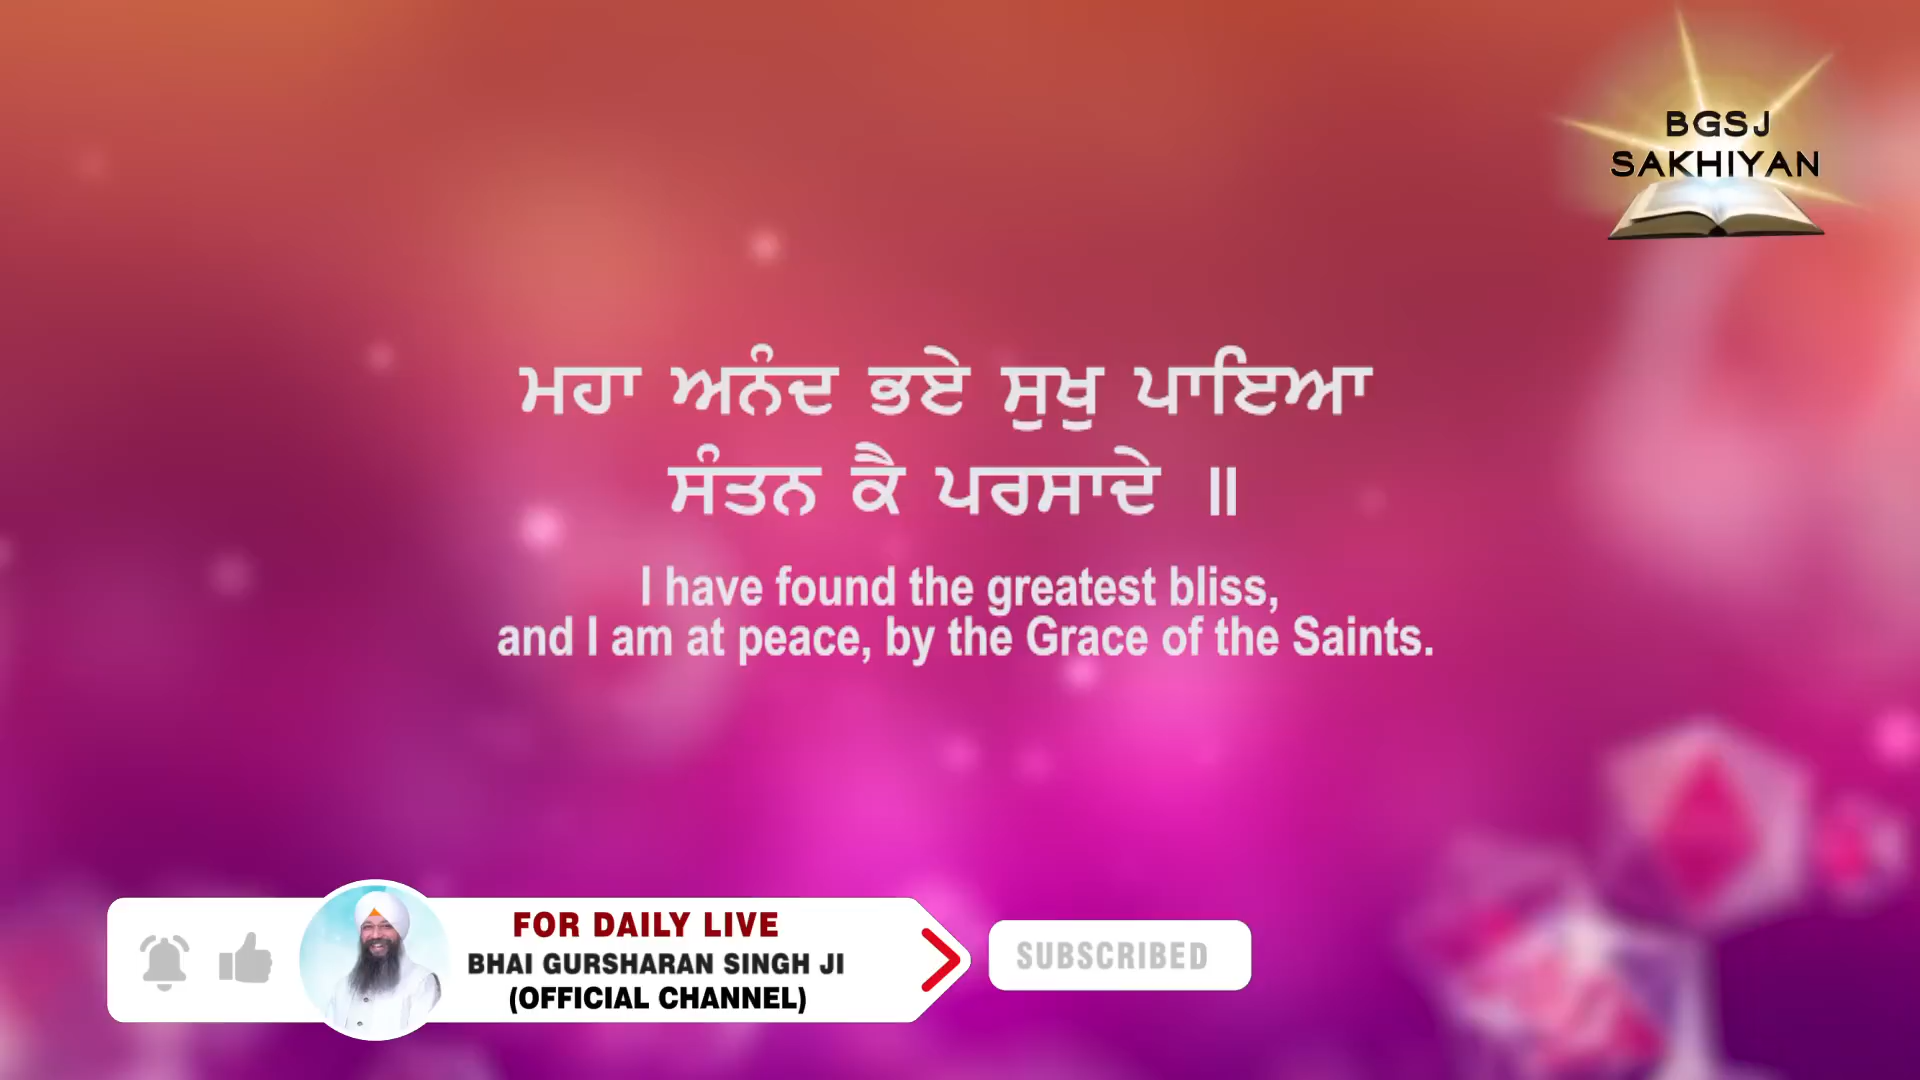 BGSJ
SAKHIYAN
ਮਹਾ ਅਨੰਦ ਭਏ ਸੁਖੁ ਪਾਇਆ
ਸੰਤਨ ਕੈ ਪਰਸਾਦੇ ॥
I have found the greatest bliss,
and I am at peace, by the Grace of the Saints.
FOR DAILY LIVE
BHAI GURSHARAN SINGH JI
(OFFICIAL CHANNEL)
SUBSCRIBED